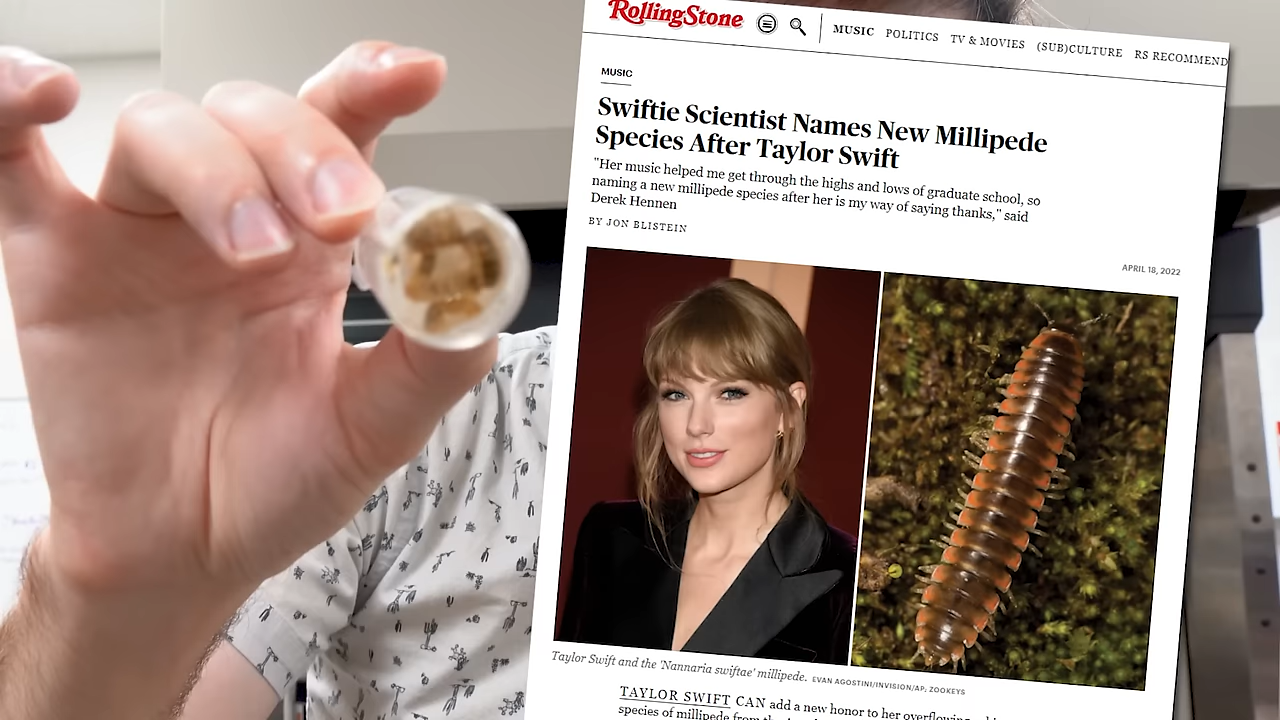 RollingStone
MUSIC POLITICS TV & MOVIES (SUB)CULTURE RS RECOMMEND
MUSIC
Swiftie Scientist Names New Millipede
Species After Taylor Swift
"Her music helped me get through the highs and lows of graduate school, so
naming a new millipede species after her is my way of saying thanks," said
Derek Hennen
BY JON BLISTEIN
APRIL 18, 2022
Taylor Swift and the 'Nannaria swiftae' millipede. EVAN AGOSTINI/INVISION/AP; ZOOKEYS
TAYLOR SWIFT CAN add a new honor to her overflowing
species of millipede from the